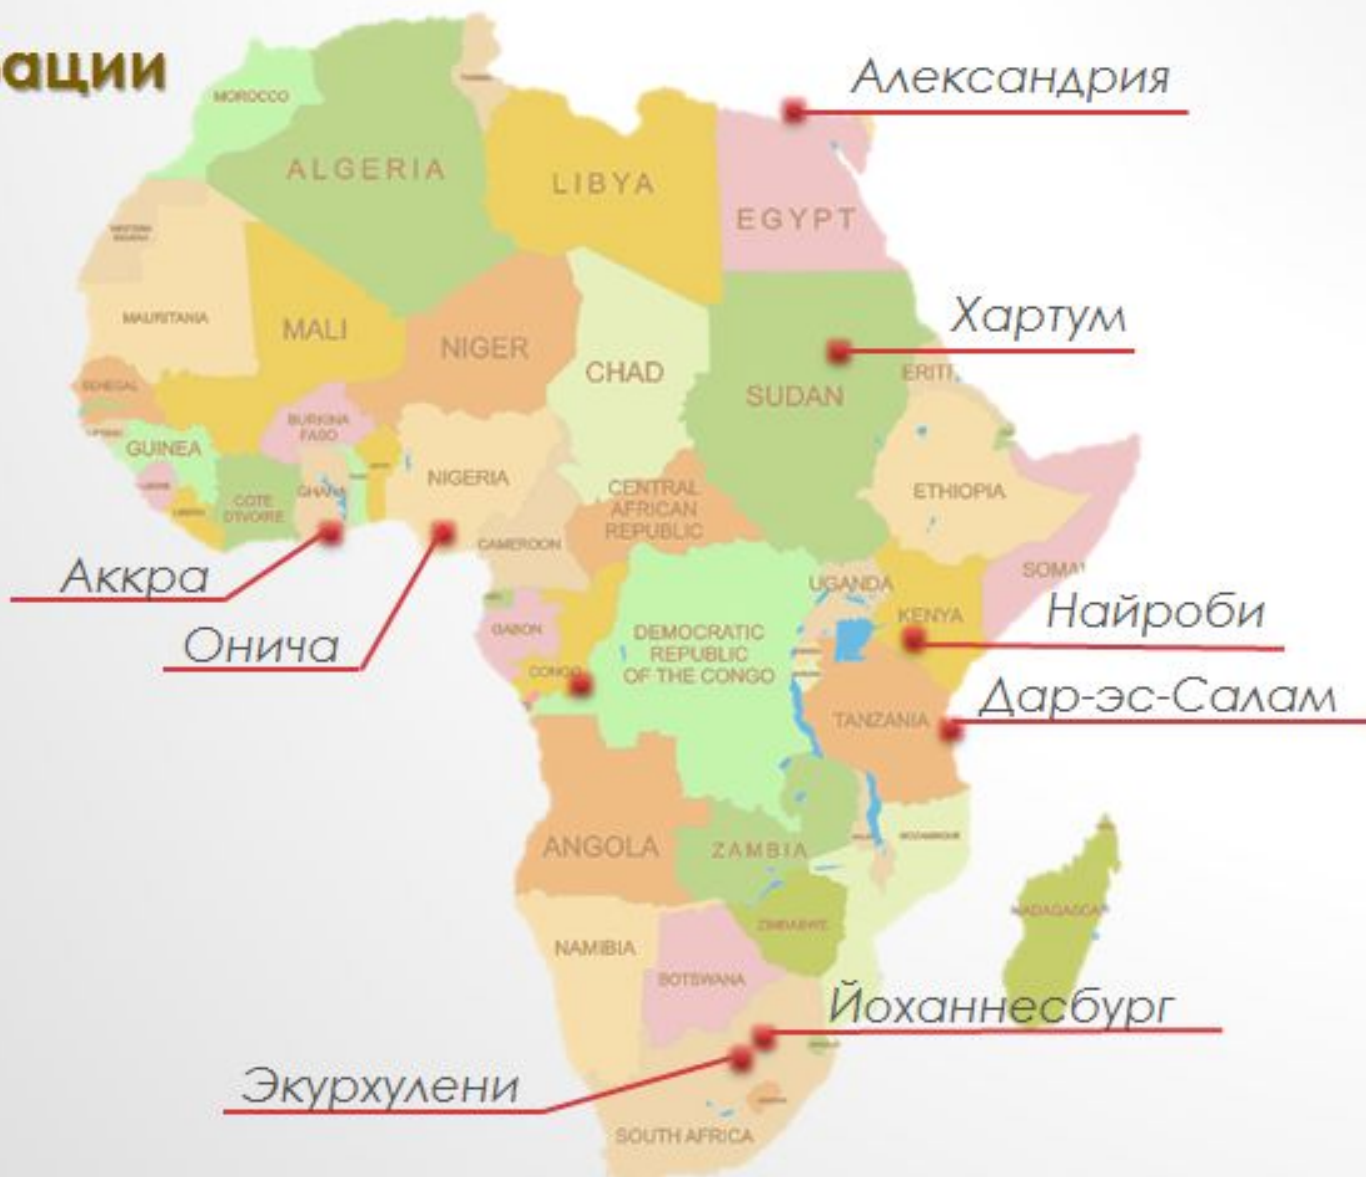 ации
Александрия
MOROCCO
ALGERIA
LIBYA
EGYPT
Хартум
MAURITANIA
MALI
NIGER
CHAD
SUDAN
ERIT
SENEGAL
BURKINA
FASO
GUINEA
NIGERIA
GHANA
COTE
D'IVOIRE
CENTRAL
AFRICAN
REPUBLIC
ETHIOPIA
CAMEROON
SOMA
Аккра
UGANDA
KENYA
Найроби
Онича
GABON
DEMOCRATIC
REPUBLIC
OF THE CONGO
CONGO
Дар-эс-Салам
TANZANIA
ANGOLA
ZAMBIA
MOZAMBIQUE
MADAGASCAR
ZIMBABWE
NAMIBIA
BOTSWANA
Йоханнесбург
Экурхулени
SOUTH AFRICA